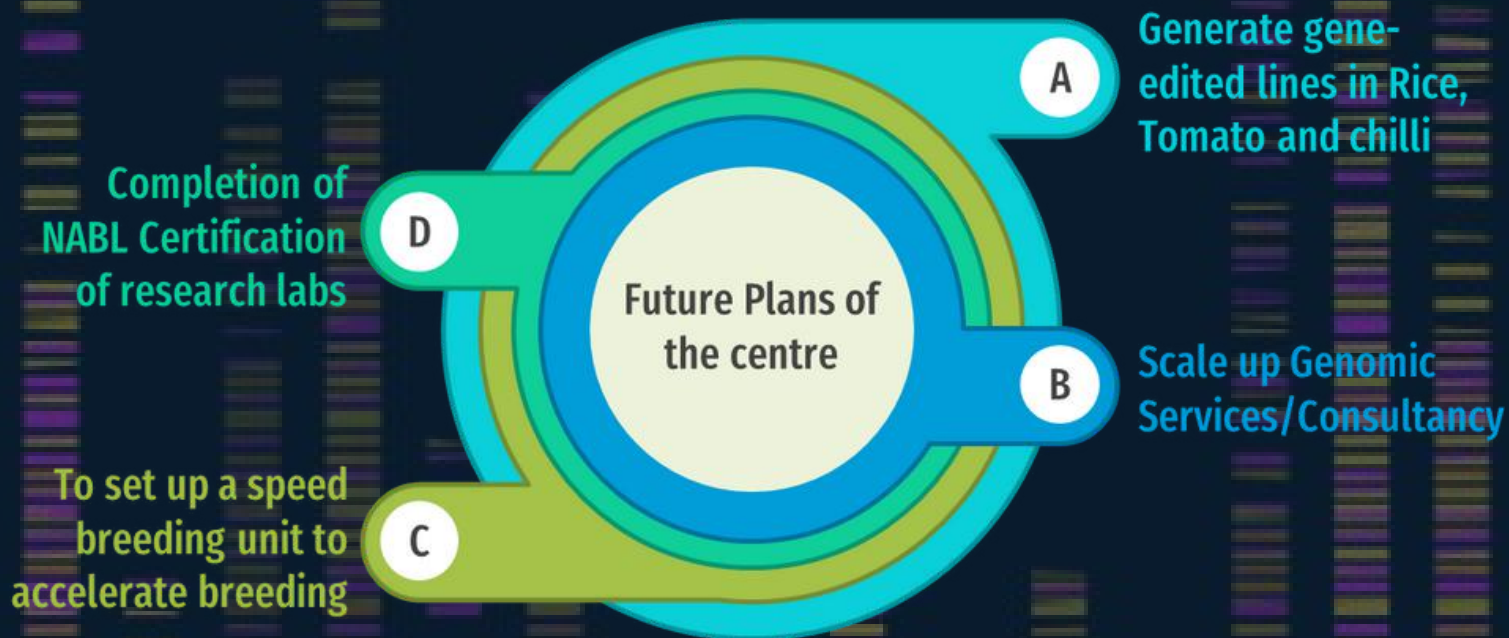 Future Plans of
the centre
A
Generate gene-
edited lines in Rice,
Tomato and chilli
B
Scale up Genomic
Services/Consultancy
C
To set up a speed
breeding unit to
accelerate breeding
D
Completion of
NABL Certification
of research labs